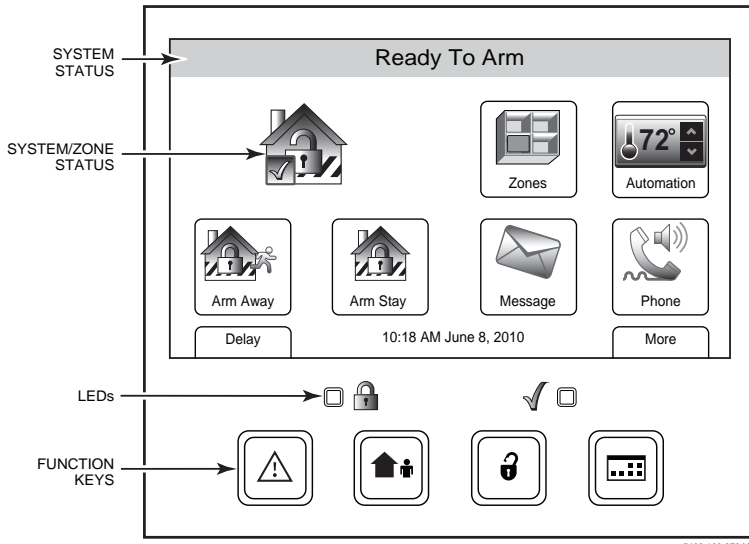 SYSTEM
STATUS
Ready To Arm
SYSTEM/ZONE
STATUS
72°
Zones
Automation
Arm Away
Arm Stay
Message
Phone
Delay
10:18 AM June 8, 2010
More
LEDs
FUNCTION
KEYS